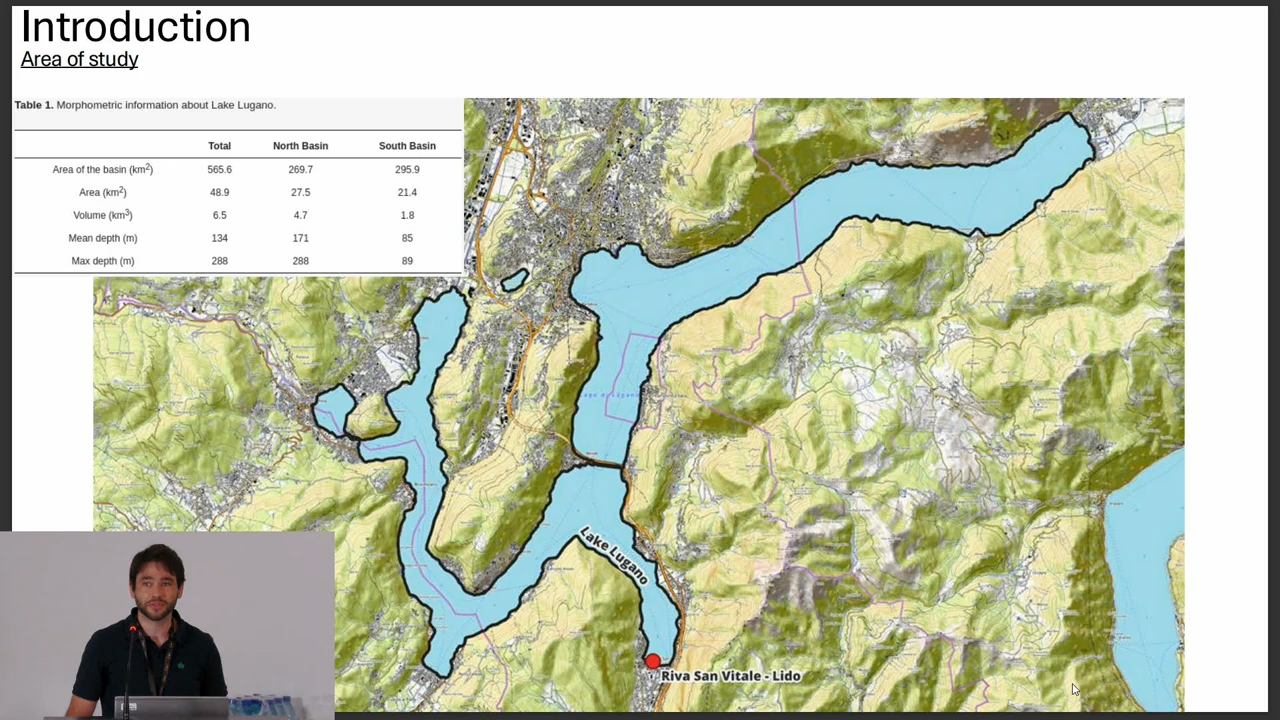 Introduction
Area of study
Table 1. Morphometric information about Lake Lugano.
Total North Basin South Basin
Area of the basin (km²) 565.6 269.7 295.9
Area (km²) 48.9 27.5 21.4
Volume (km³) 6.5 4.7 1.8
Mean depth (m) 134 171 85
Max depth (m) 288 288 89
Lake Lugano
Riva San Vitale - Lido